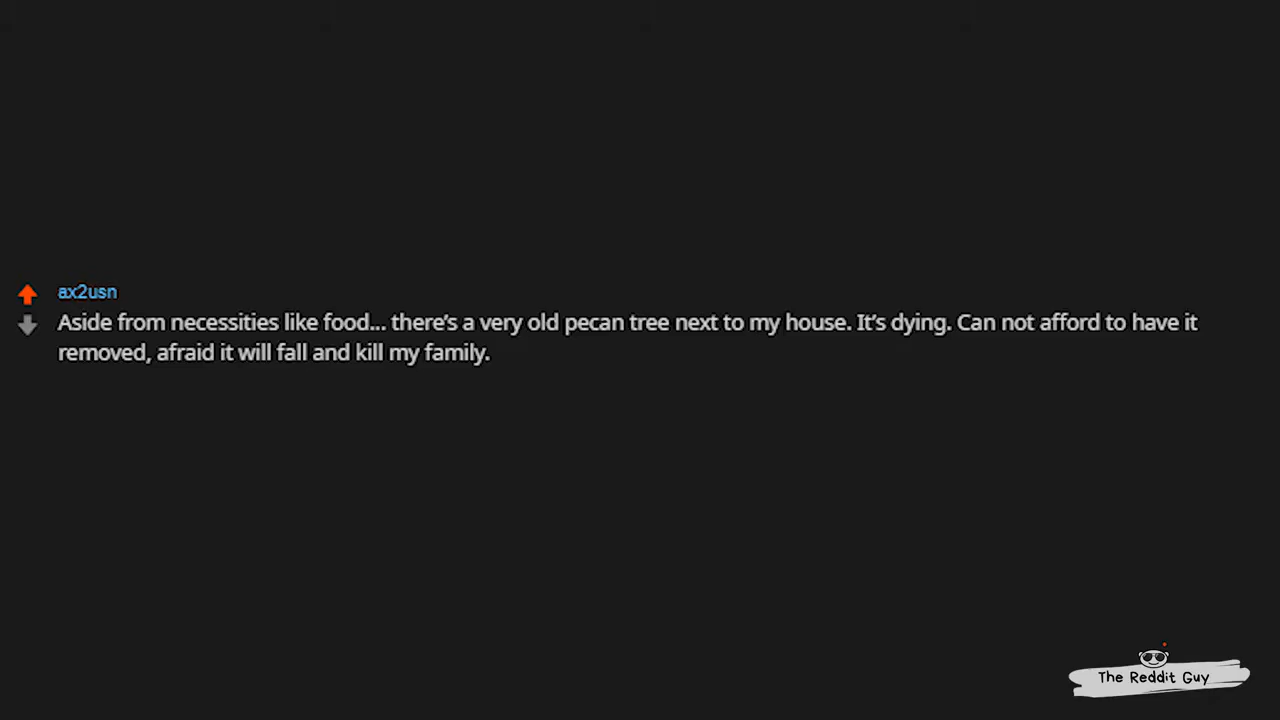 ax2usn
Aside from necessities like food... there's a very old pecan tree next to my house. It's dying. Can not afford to have it
removed, afraid it will fall and kill my family.
The Reddit Guy